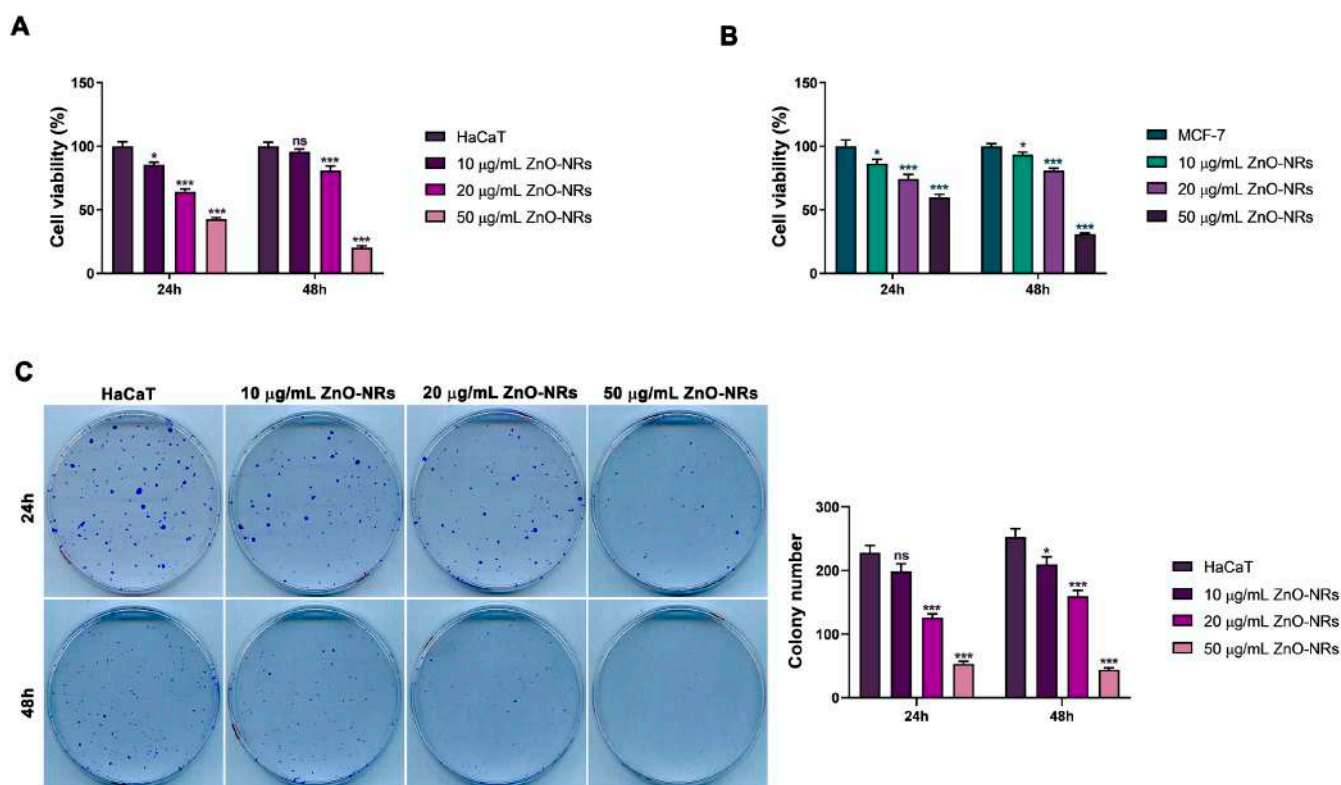 A
Cell viability (%)
150
100
50
0
*
***
***
ns
***
***
24h
48h
HaCaT
10 μg/mL ZnO-NRs
20 μg/mL ZnO-NRs
50 μg/mL ZnO-NRs
B
Cell viability (%)
150
100
50
0
*
***
***
*
***
***
24h
48h
MCF-7
10 μg/mL ZnO-NRs
20 μg/mL ZnO-NRs
50 μg/mL ZnO-NRs
C
HaCaT
10 μg/mL ZnO-NRs
20 μg/mL ZnO-NRs
50 μg/mL ZnO-NRs
24h
48h
Colony number
300
200
100
0
ns
***
***
*
***
***
24h
48h
HaCaT
10 μg/mL ZnO-NRs
20 μg/mL ZnO-NRs
50 μg/mL ZnO-NRs